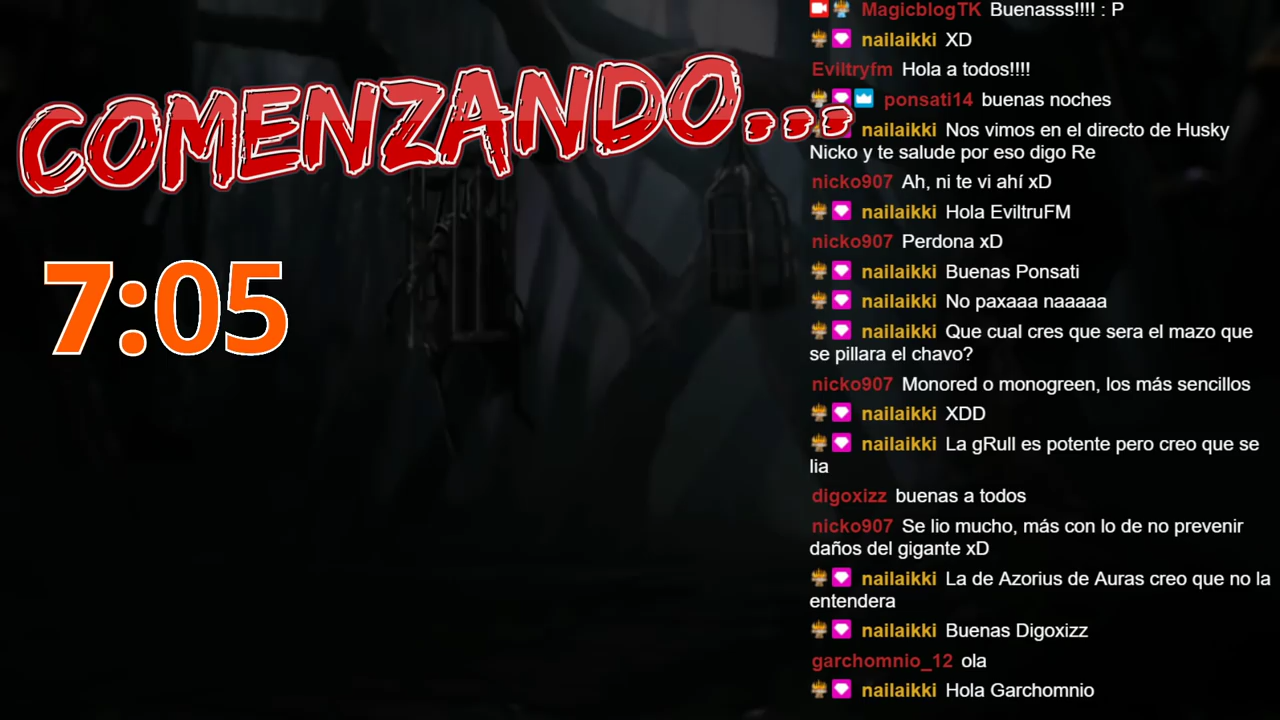 COMENZANDO...
7:05
MagicblogTK Buenasss!!!! : P
nailaikki XD
Eviltryfm Hola a todos!!!!
ponsati14 buenas noches
nailaikki Nos vimos en el directo de Husky
Nicko y te salude por eso digo Re
nicko907 Ah, ni te vi ahí xD
nailaikki Hola EviltruFM
nicko907 Perdona xD
nailaikki Buenas Ponsati
nailaikki No paxaaa naaaaa
nailaikki Que cual cres que sera el mazo que
se pillara el chavo?
nicko907 Monored o monogreen, los más sencillos
nailaikki XDD
nailaikki La gRull es potente pero creo que se
lia
digoxizz buenas a todos
nicko907 Se lio mucho, más con lo de no prevenir
daños del gigante xD
nailaikki La de Azorius de Auras creo que no la
entendera
nailaikki Buenas Digoxizz
garchomnio_12 ola
nailaikki Hola Garchomnio